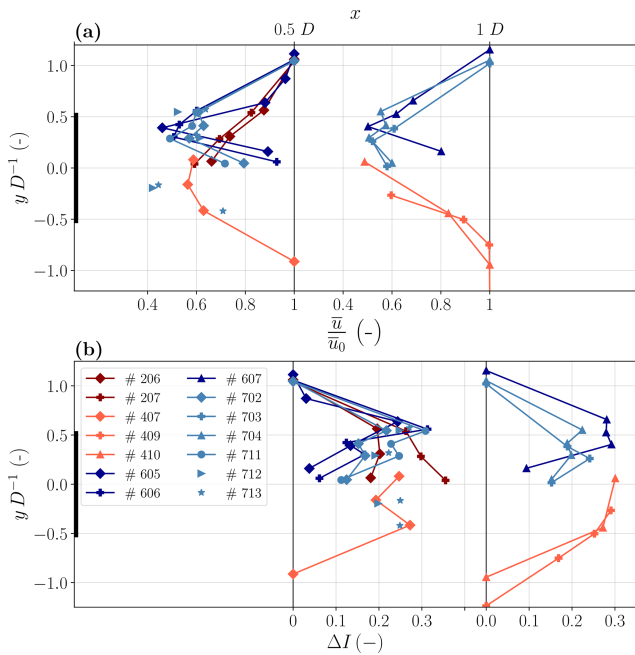 x
(a) 0.5 D 1 D
1.0
0.5
0.0
−0.5
−1.0
y D⁻¹ (-)
0.4 0.6 0.8 1 0.4 0.6 0.8 1
u̅ / u̅₀ (-)
(b)
1.0
0.5
0.0
−0.5
−1.0
y D⁻¹ (-)
# 206 # 607
# 207 # 702
# 407 # 703
# 409 # 704
# 410 # 711
# 605 # 712
# 606 # 713
0 0.1 0.2 0.3 0.0 0.1 0.2 0.3
ΔI (−)